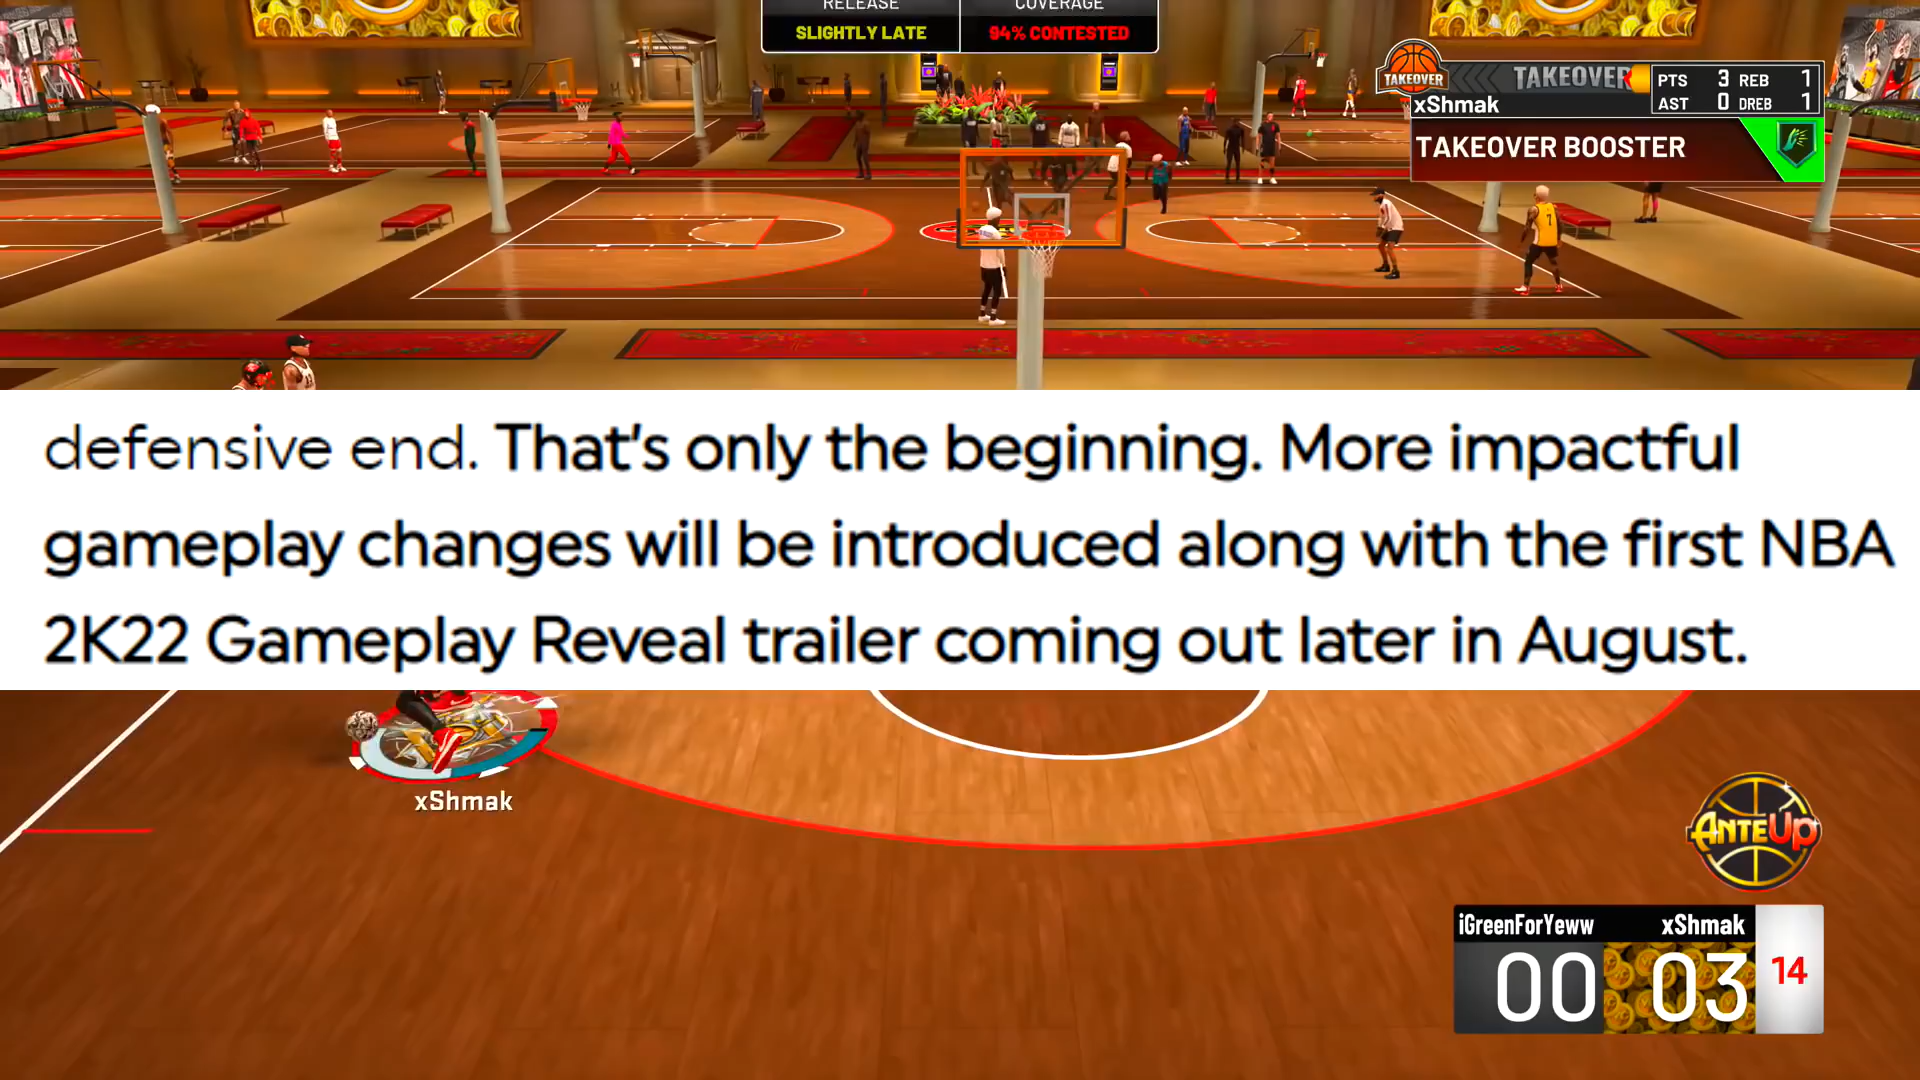 RELEASE COVERAGE
SLIGHTLY LATE 94% CONTESTED
TAKEOVER TAKEOVER PTS 3 REB 1
xShmak AST 0 DREB 1
TAKEOVER BOOSTER
7
defensive end. That's only the beginning. More impactful
gameplay changes will be introduced along with the first NBA
2K22 Gameplay Reveal trailer coming out later in August.
xShmak
ANTEUp
iGreenForYeww xShmak
00 03 14